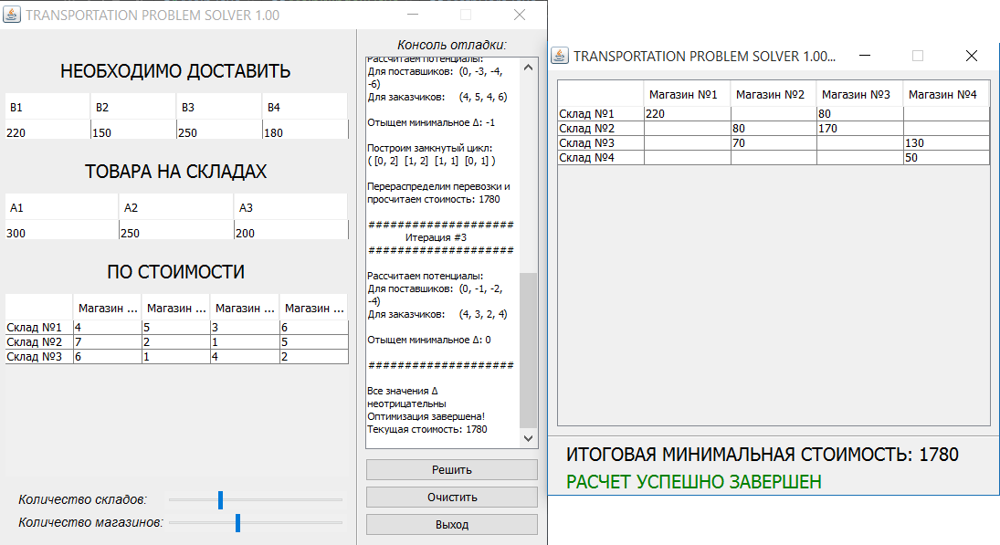 TRANSPORTATION PROBLEM SOLVER 1.00
НЕОБХОДИМО ДОСТАВИТЬ
B1 B2 B3 B4
220 150 250 180
ТОВАРА НА СКЛАДАХ
A1 A2 A3
300 250 200
ПО СТОИМОСТИ
Магазин ... Магазин ... Магазин ... Магазин ...
Склад №1 4 5 3 6
Склад №2 7 2 1 5
Склад №3 6 1 4 2
Количество складов:
Количество магазинов:
Консоль отладки:
Рассчитаем потенциалы:
Для поставшиков: (0, -3, -4,
-6)
Для заказчиков: (4, 5, 4, 6)
Отыщем минимальное Δ: -1
Построим замкнутый цикл:
( [0, 2] [1, 2] [1, 1] [0, 1] )
Перераспределим перевозки и
просчитаем стоимость: 1780
####################
Итерация #3
####################
Рассчитаем потенциалы:
Для поставшиков: (0, -1, -2,
-4)
Для заказчиков: (4, 3, 2, 4)
Отыщем минимальное Δ: 0
####################
Все значения Δ
неотрицательны
Оптимизация завершена!
Текущая стоимость: 1780
Решить
Очистить
Выход
TRANSPORTATION PROBLEM SOLVER 1.00...
Магазин №1 Магазин №2 Магазин №3 Магазин №4
Склад №1 220 80
Склад №2 80 170
Склад №3 70 130
Склад №4 50
ИТОГОВАЯ МИНИМАЛЬНАЯ СТОИМОСТЬ: 1780
РАСЧЕТ УСПЕШНО ЗАВЕРШЕН